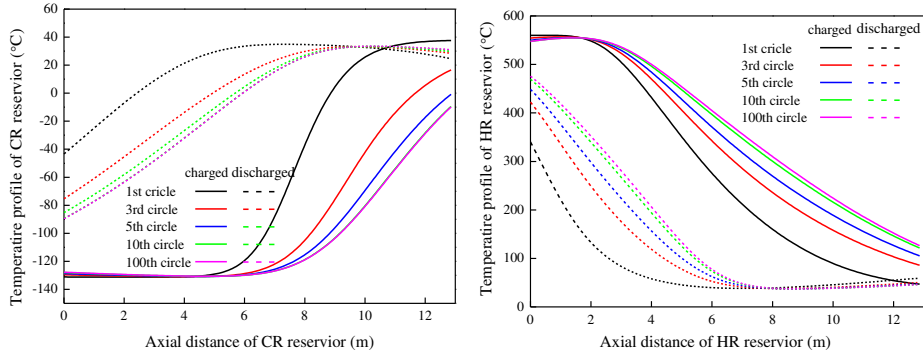 Temperatire profile of CR reservior (°C)
40
20
0
-20
-40
-60
-80
-100
-120
-140
charged discharged
1st cricle
3rd circle
5th circle
10th circle
100th circle
0 2 4 6 8 10 12
Axial distance of CR reservior (m)
Temperatire profile of HR reservior (°C)
600
500
400
300
200
100
0
charged discharged
1st cricle
3rd circle
5th circle
10th circle
100th circle
0 2 4 6 8 10 12
Axial distance of HR reservior (m)